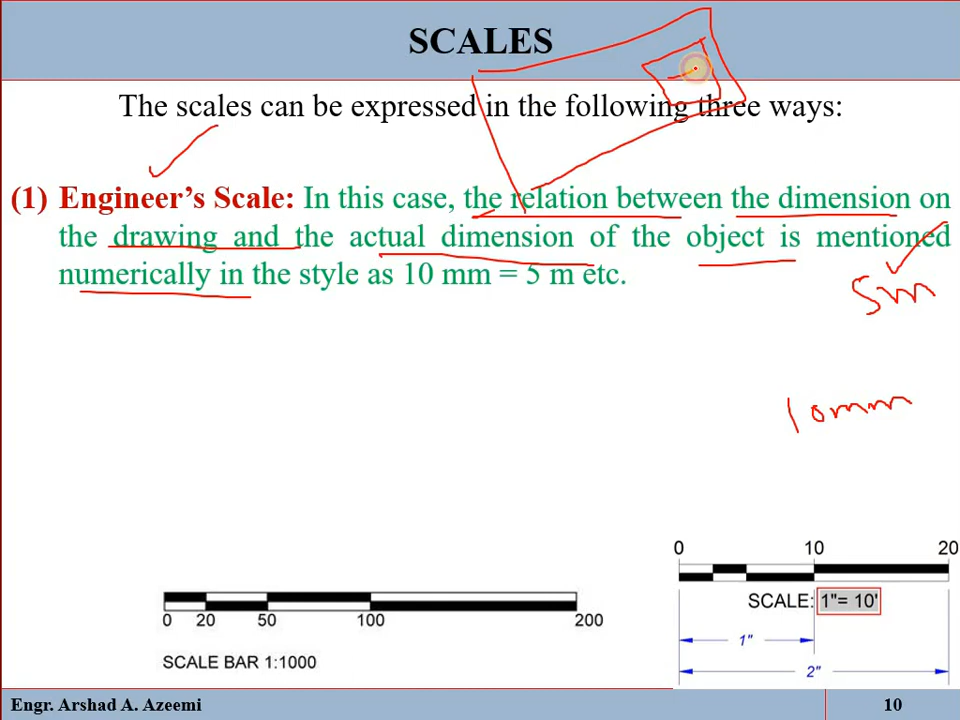 SCALES
The scales can be expressed in the following three ways:
(1) Engineer's Scale: In this case, the relation between the dimension on
the drawing and the actual dimension of the object is mentioned
numerically in the style as 10 mm = 5 m etc.
5m
10mm
0 10 20
SCALE: 1"= 10'
1"
2"
0 20 50 100 200
SCALE BAR 1:1000
Engr. Arshad A. Azeemi 10